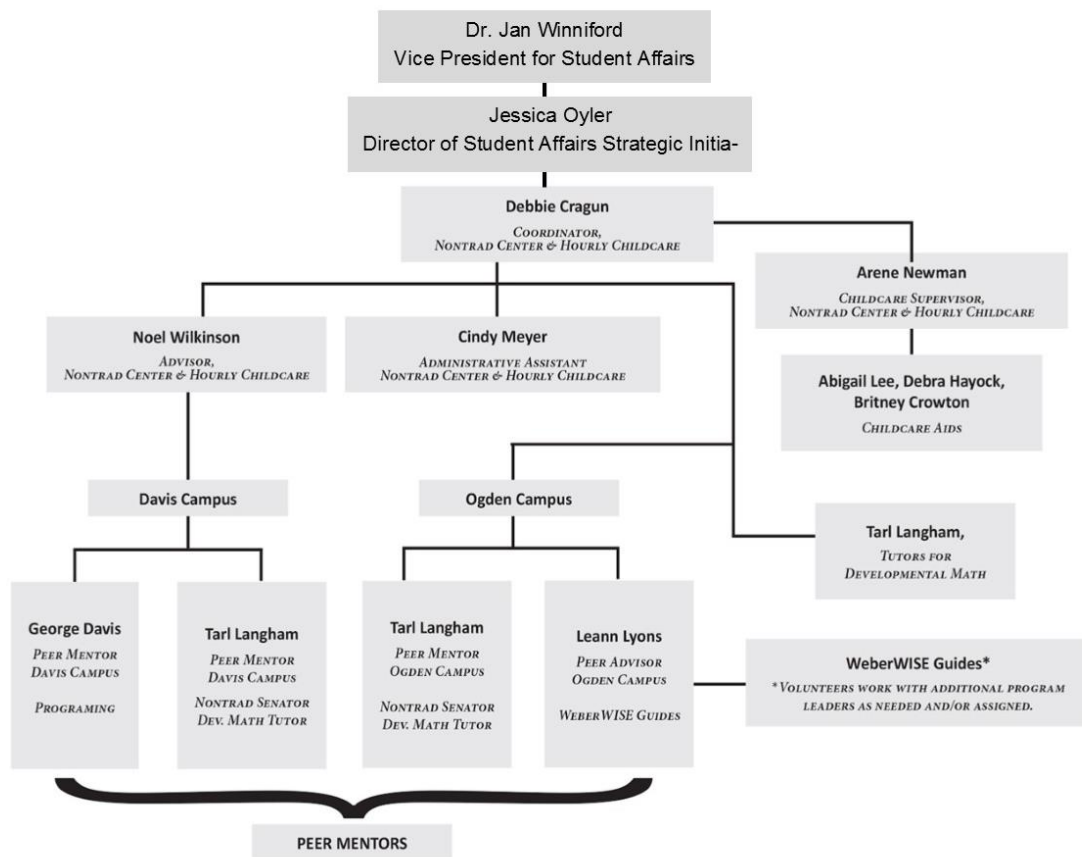 Dr. Jan Winniford
Vice President for Student Affairs
Jessica Oyler
Director of Student Affairs Strategic Initia-
Debbie Cragun
Coordinator,
Nontrad Center & Hourly Childcare
Arene Newman
Childcare Supervisor,
Nontrad Center & Hourly Childcare
Noel Wilkinson
Advisor,
Nontrad Center & Hourly Childcare
Cindy Meyer
Administrative Assistant
Nontrad Center & Hourly Childcare
Abigail Lee, Debra Hayock,
Britney Crowton
Childcare Aids
Davis Campus
Ogden Campus
Tarl Langham,
Tutors for
Developmental Math
George Davis
Peer Mentor
Davis Campus
Programing
Tarl Langham
Peer Mentor
Davis Campus
Nontrad Senator
Dev. Math Tutor
Tarl Langham
Peer Mentor
Ogden Campus
Nontrad Senator
Dev. Math Tutor
Leann Lyons
Peer Advisor
Ogden Campus
WeberWISE Guides
WeberWISE Guides*
*Volunteers work with additional program
leaders as needed and/or assigned.
PEER MENTORS